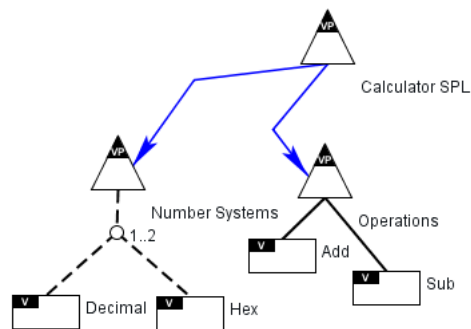 VP
Calculator SPL
VP
VP
Number Systems
Operations
1..2
V
Add
V
Sub
V
Decimal
V
Hex